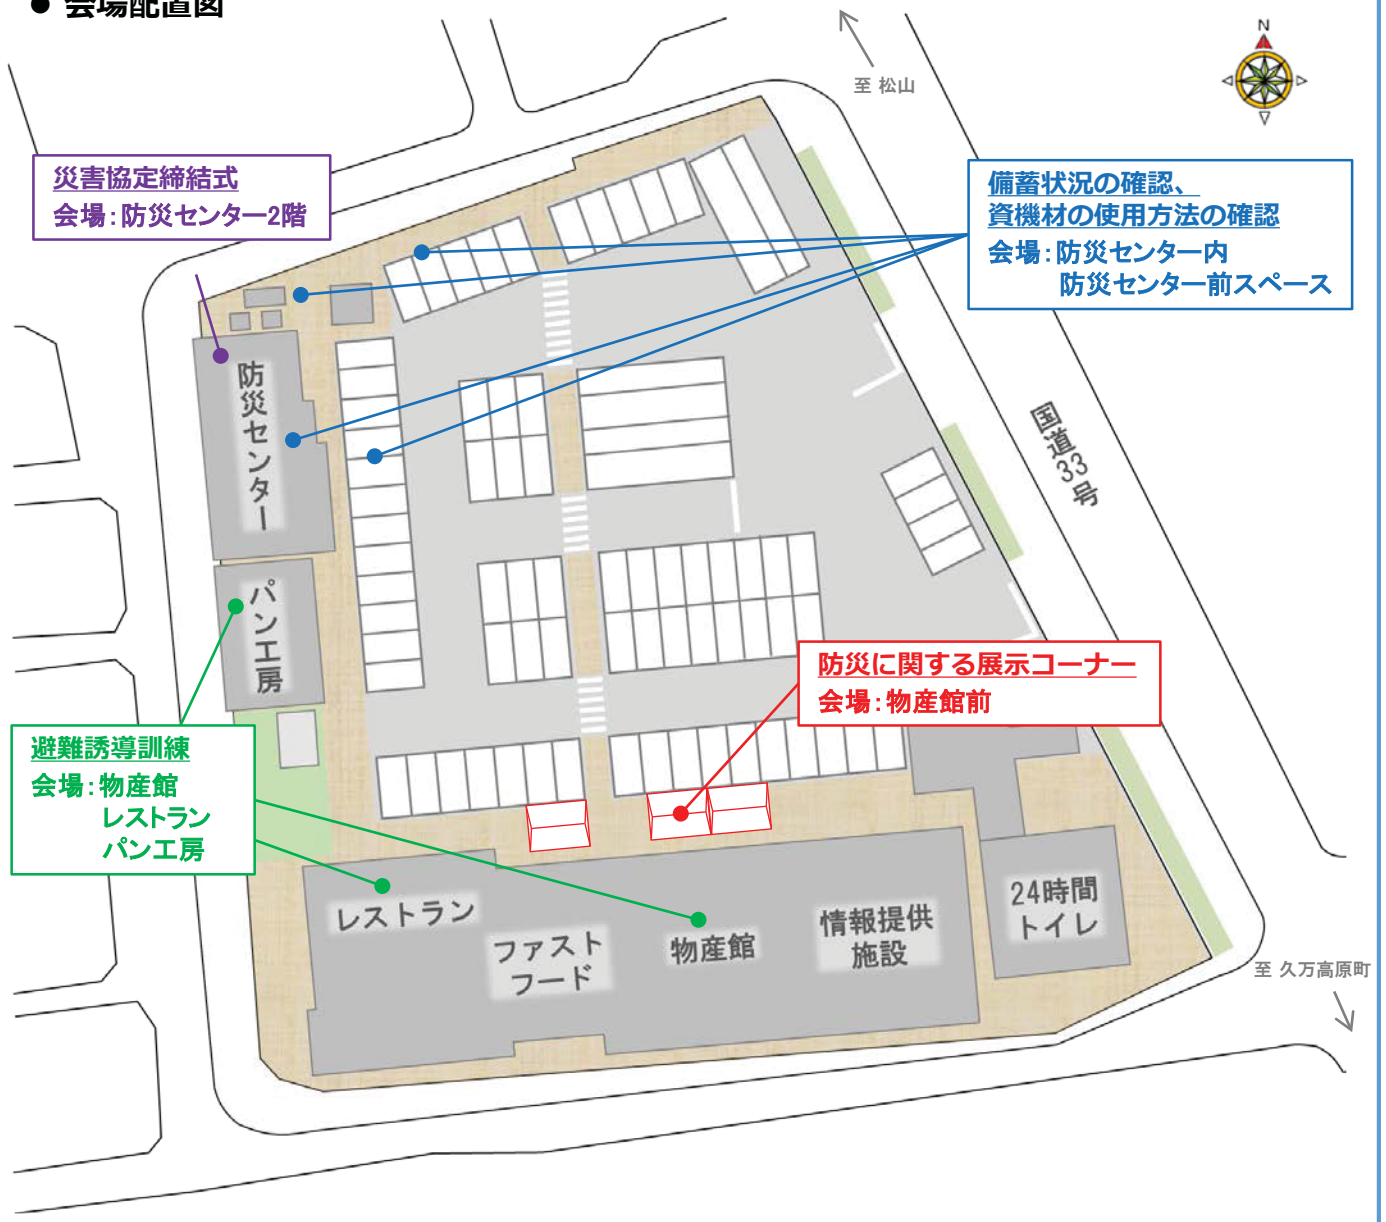 ● 会場配置図
至 松山
N
災害協定締結式
会場：防災センター2階
備蓄状況の確認、
資機材の使用方法の確認
会場：防災センター内
防災センター前スペース
防災センター
国道33号
パン工房
防災に関する展示コーナー
会場：物産館前
避難誘導訓練
会場：物産館
レストラン
パン工房
レストラン
ファスト
フード
物産館
情報提供
施設
24時間
トイレ
至 久万高原町